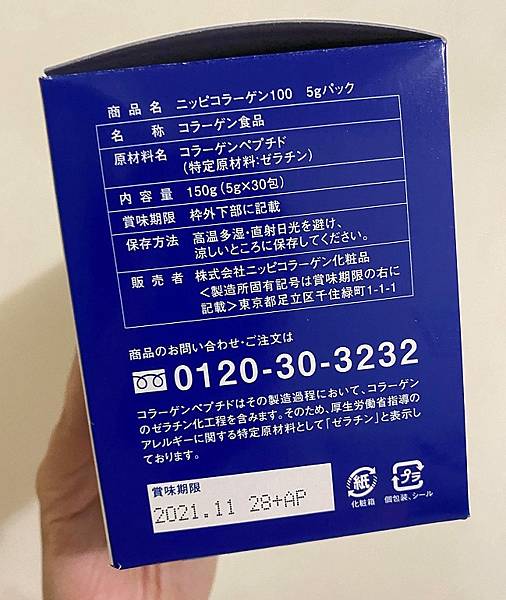 商品名 ニッピコラーゲン100 5gパック
名称 コラーゲン食品
原材料名 コラーゲンペプチド
(特定原材料:ゼラチン)
内容量 150g(5g×30包)
賞味期限 枠外下部に記載
保存方法 高温多湿・直射日光を避け、
涼しいところに保存してください。
販売者 株式会社ニッピコラーゲン化粧品
<製造所固有記号は賞味期限の右に
記載>東京都足立区千住緑町1-1-1
商品のお問い合わせ・ご注文は
0120-30-3232
コラーゲンペプチドはその製造過程において、コラーゲン
のゼラチン化工程を含みます。そのため、厚生労働省指導の
アレルギーに関する特定原材料として「ゼラチン」と表示し
ております。
賞味期限
2021.11 28+AP
紙
化粧箱
プラ
個包装、シール